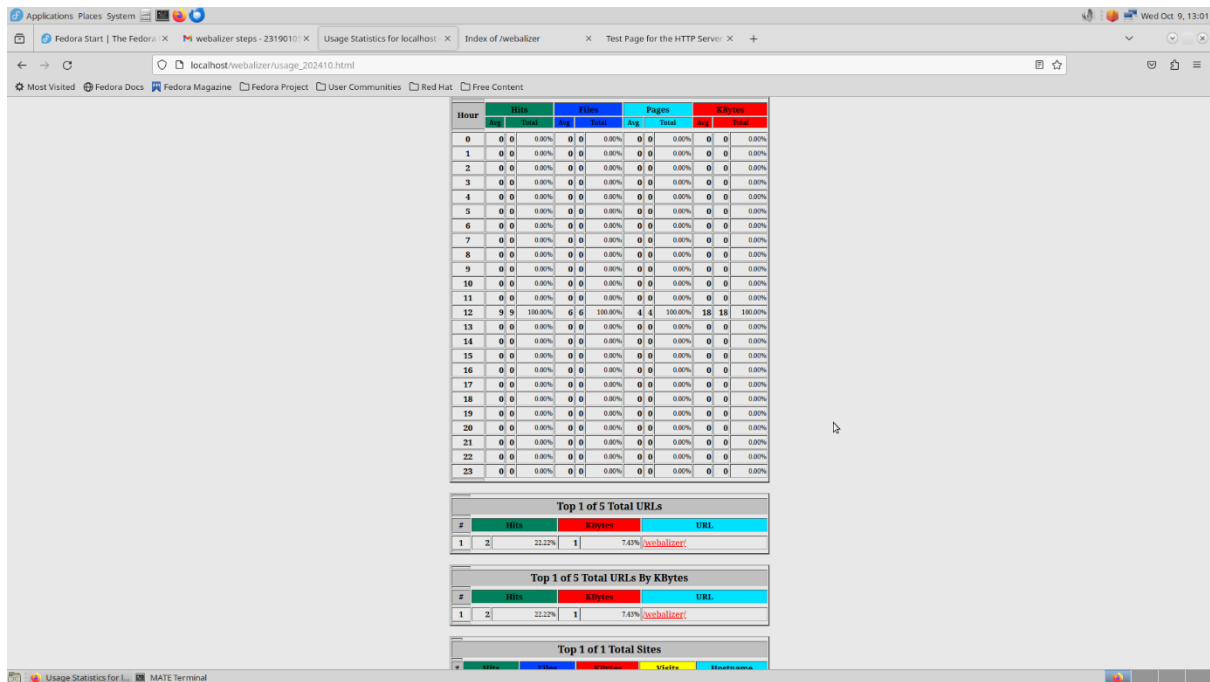 Applications Places System Wed Oct 9, 13:01
Fedora Start | The Fedora webalizer steps - 2319010 Usage Statistics for localhost Index of /webalizer Test Page for the HTTP Server
localhost/webalizer/usage_202410.html
Most Visited Fedora Docs Fedora Magazine Fedora Project User Communities Red Hat Free Content
Hour Hits Files Pages KBytes
Avg Total Avg Total Avg Total Avg Total
0 0 0 0.00% 0 0 0.00% 0 0 0.00% 0 0 0.00%
1 0 0 0.00% 0 0 0.00% 0 0 0.00% 0 0 0.00%
2 0 0 0.00% 0 0 0.00% 0 0 0.00% 0 0 0.00%
3 0 0 0.00% 0 0 0.00% 0 0 0.00% 0 0 0.00%
4 0 0 0.00% 0 0 0.00% 0 0 0.00% 0 0 0.00%
5 0 0 0.00% 0 0 0.00% 0 0 0.00% 0 0 0.00%
6 0 0 0.00% 0 0 0.00% 0 0 0.00% 0 0 0.00%
7 0 0 0.00% 0 0 0.00% 0 0 0.00% 0 0 0.00%
8 0 0 0.00% 0 0 0.00% 0 0 0.00% 0 0 0.00%
9 0 0 0.00% 0 0 0.00% 0 0 0.00% 0 0 0.00%
10 0 0 0.00% 0 0 0.00% 0 0 0.00% 0 0 0.00%
11 0 0 0.00% 0 0 0.00% 0 0 0.00% 0 0 0.00%
12 9 9 100.00% 6 6 100.00% 4 4 100.00% 18 18 100.00%
13 0 0 0.00% 0 0 0.00% 0 0 0.00% 0 0 0.00%
14 0 0 0.00% 0 0 0.00% 0 0 0.00% 0 0 0.00%
15 0 0 0.00% 0 0 0.00% 0 0 0.00% 0 0 0.00%
16 0 0 0.00% 0 0 0.00% 0 0 0.00% 0 0 0.00%
17 0 0 0.00% 0 0 0.00% 0 0 0.00% 0 0 0.00%
18 0 0 0.00% 0 0 0.00% 0 0 0.00% 0 0 0.00%
19 0 0 0.00% 0 0 0.00% 0 0 0.00% 0 0 0.00%
20 0 0 0.00% 0 0 0.00% 0 0 0.00% 0 0 0.00%
21 0 0 0.00% 0 0 0.00% 0 0 0.00% 0 0 0.00%
22 0 0 0.00% 0 0 0.00% 0 0 0.00% 0 0 0.00%
23 0 0 0.00% 0 0 0.00% 0 0 0.00% 0 0 0.00%
Top 1 of 5 Total URLs
# Hits KBytes URL
1 2 22.22% 1 7.43% /webalizer/
Top 1 of 5 Total URLs By KBytes
# Hits KBytes URL
1 2 22.22% 1 7.43% /webalizer/
Top 1 of 1 Total Sites
# Hits Files KBytes Visits Hostname
Usage Statistics for l... MATE Terminal